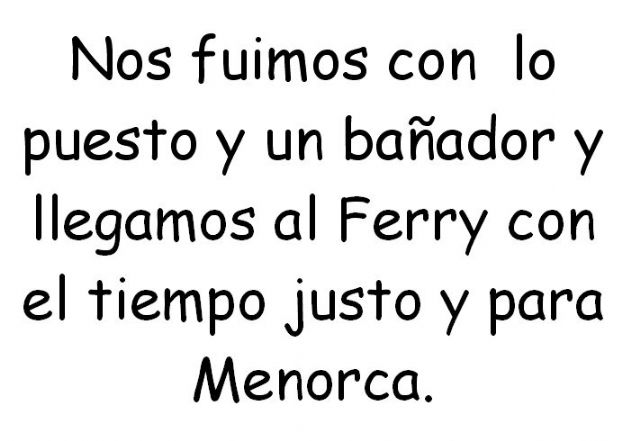 Nos fuimos con lo
puesto y un bañador y
llegamos al Ferry con
el tiempo justo y para
Menorca.